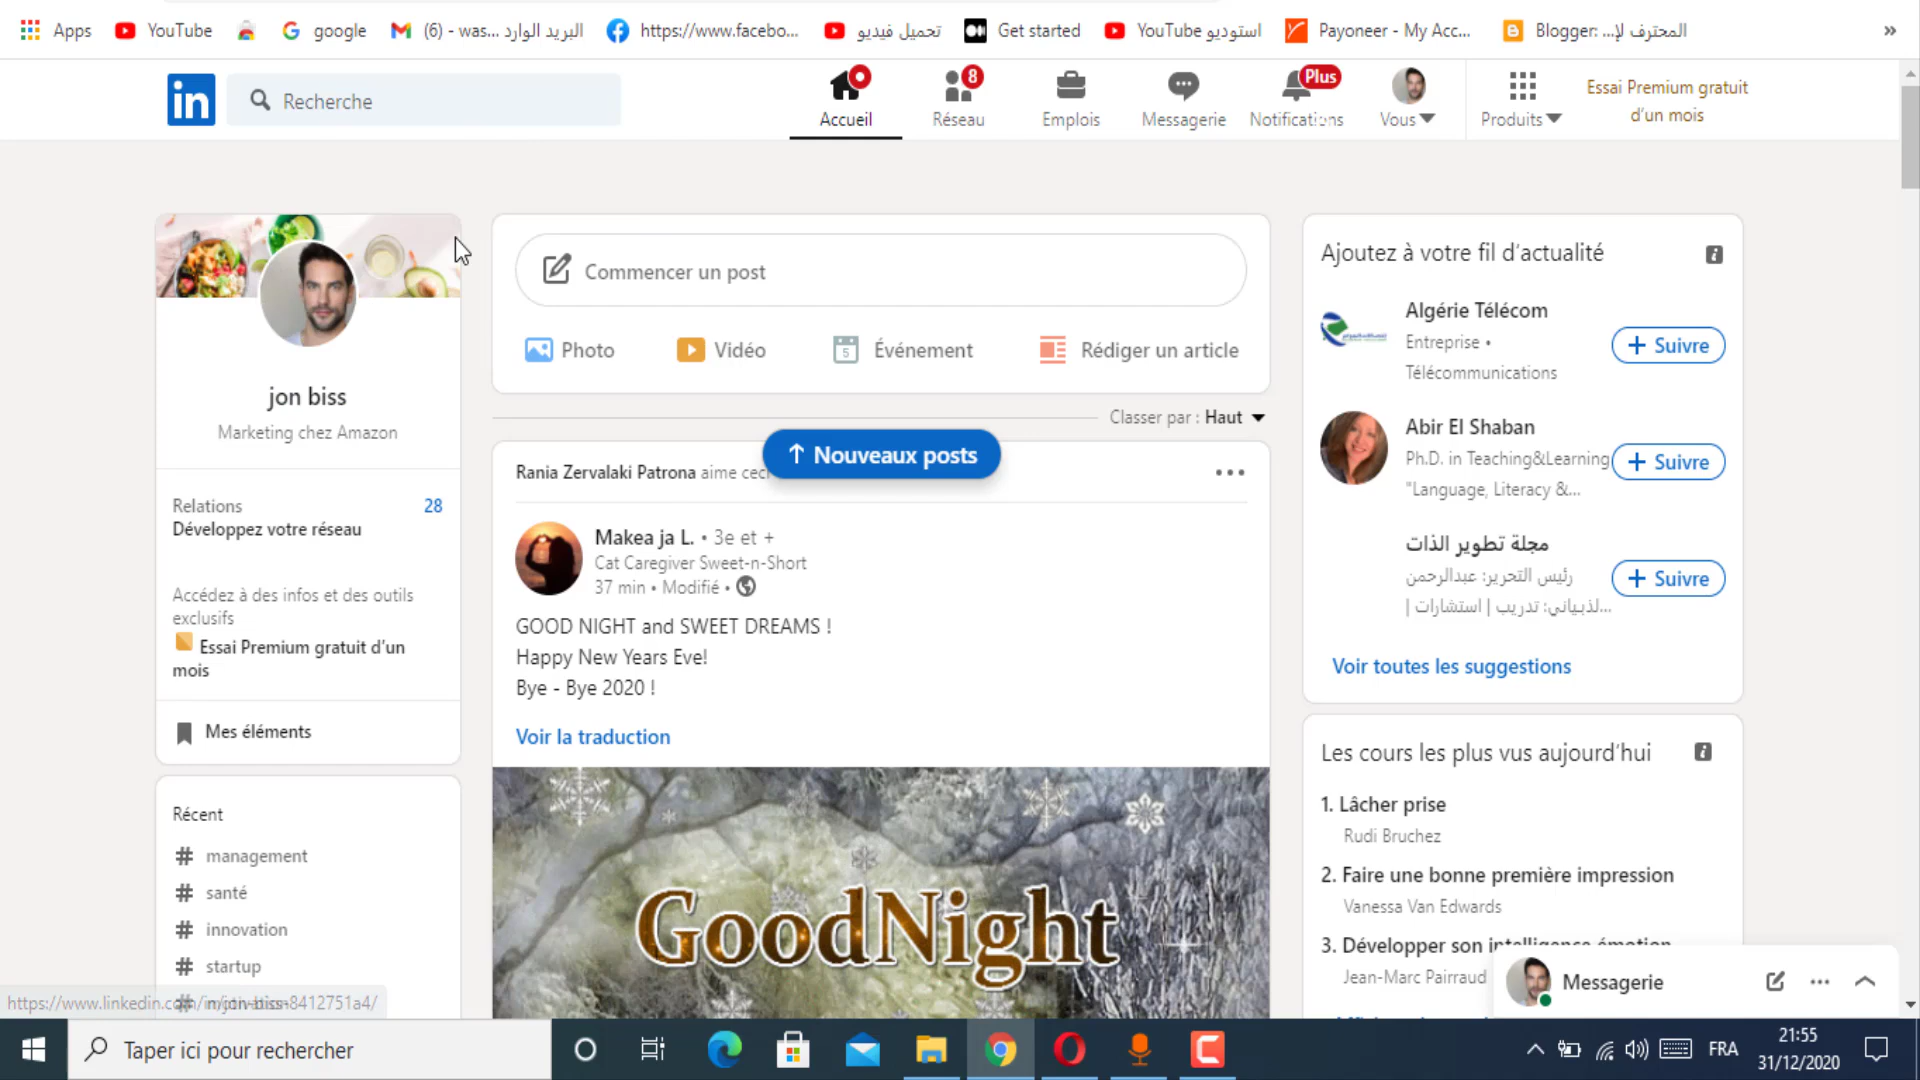 Apps
YouTube
google
(6) - was... البريد الوارد
https://www.facebo...
تحميل فيديو
Get started
YouTube استوديو
Payoneer - My Acc...
Blogger: ...المحترف لإ
»
in
Recherche
Accueil
8
Réseau
Emplois
Messagerie
Plus
Notifications
Vous
Produits
Essai Premium gratuit
d'un mois
jon biss
Marketing chez Amazon
Relations 28
Développez votre réseau
Accédez à des infos et des outils
exclusifs
Essai Premium gratuit d'un
mois
Mes éléments
Récent
# management
# santé
# innovation
# startup
https://www.linkedin.com/in/jon-biss-8412751a4/
Commencer un post
Photo
Vidéo
5
Événement
Rédiger un article
Classer par : Haut
↑ Nouveaux posts
Rania Zervalaki Patrona aime ceci
Makea ja L. • 3e et +
Cat Caregiver Sweet-n-Short
37 min • Modifié •
GOOD NIGHT and SWEET DREAMS !
Happy New Years Eve!
Bye - Bye 2020 !
Voir la traduction
GoodNight
Ajoutez à votre fil d'actualité
Algérie Télécom
Entreprise •
Télécommunications
+ Suivre
Abir El Shaban
Ph.D. in Teaching&Learning
"Language, Literacy &...
+ Suivre
مجلة تطوير الذات
رئيس التحرير: عبدالرحمن
لذبياني: تدريب | استشارات |...
+ Suivre
Voir toutes les suggestions
Les cours les plus vus aujourd'hui
1. Lâcher prise
Rudi Bruchez
2. Faire une bonne première impression
Vanessa Van Edwards
3. Développer son intelligence émotion
Jean-Marc Pairraud
Messagerie
Taper ici pour rechercher
FRA
21:55
31/12/2020